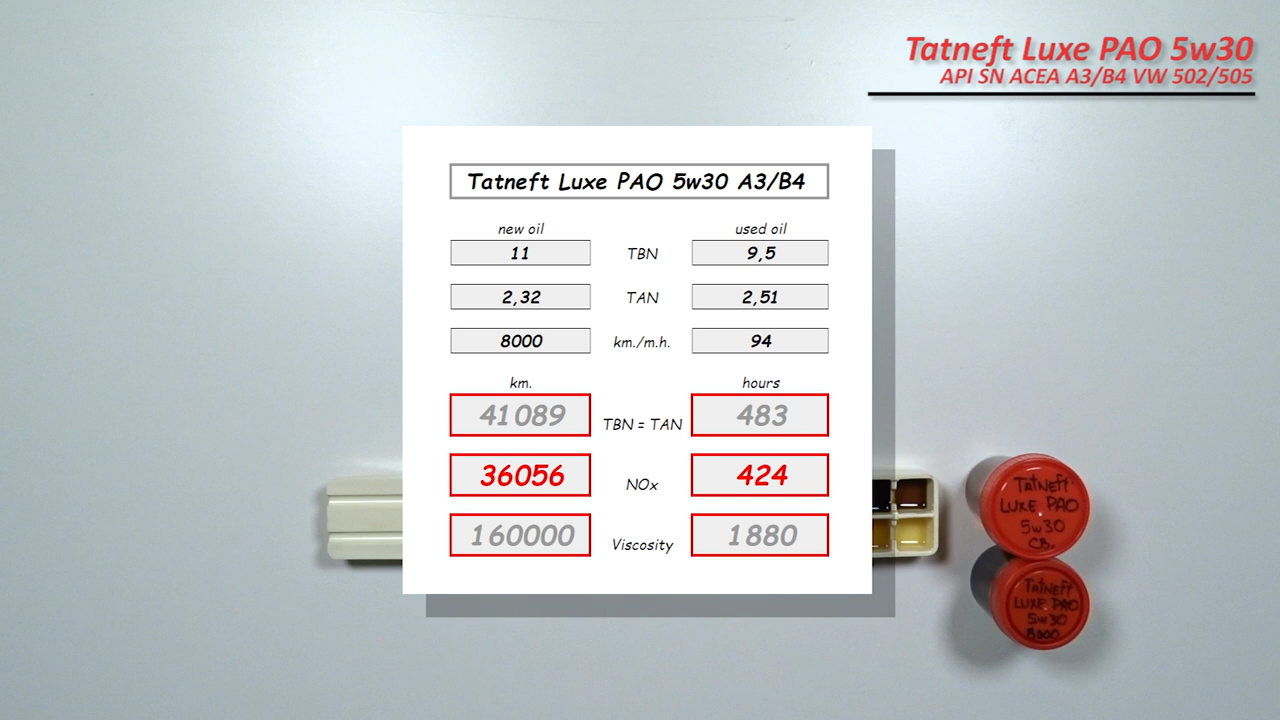 Tatneft Luxe PAO 5w30
API SN ACEA A3/B4 VW 502/505
Tatneft Luxe PAO 5w30 A3/B4
new oil used oil
11 TBN 9,5
2,32 TAN 2,51
8000 km./m.h. 94
km. hours
41089 TBN = TAN 483
36056 NOx 424
160000 Viscosity 1880
TATNEFT
LUXE PAO
5w30
CB.
TATNEFT
LUXE PAO
5w30
8000